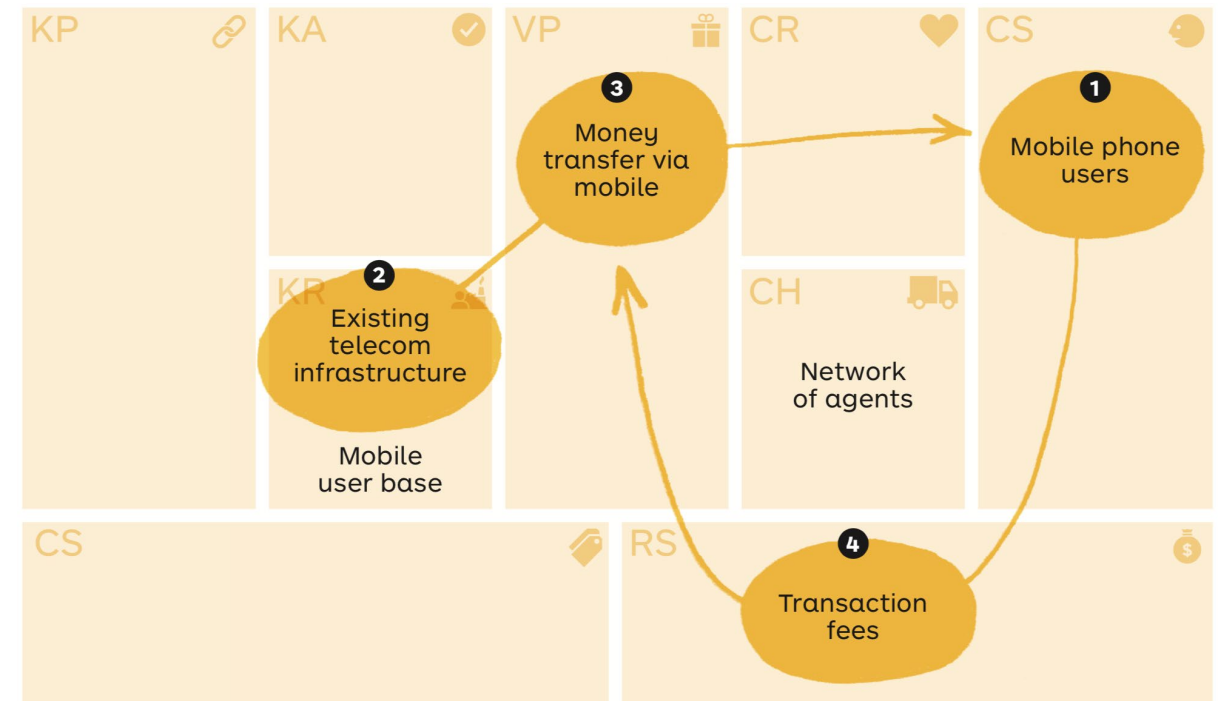 KP
KA
VP
CR
CS
3
Money
transfer via
mobile
1
Mobile phone
users
KR
2
Existing
telecom
infrastructure
Mobile
user base
CH
Network
of agents
CS
RS
$
4
Transaction
fees